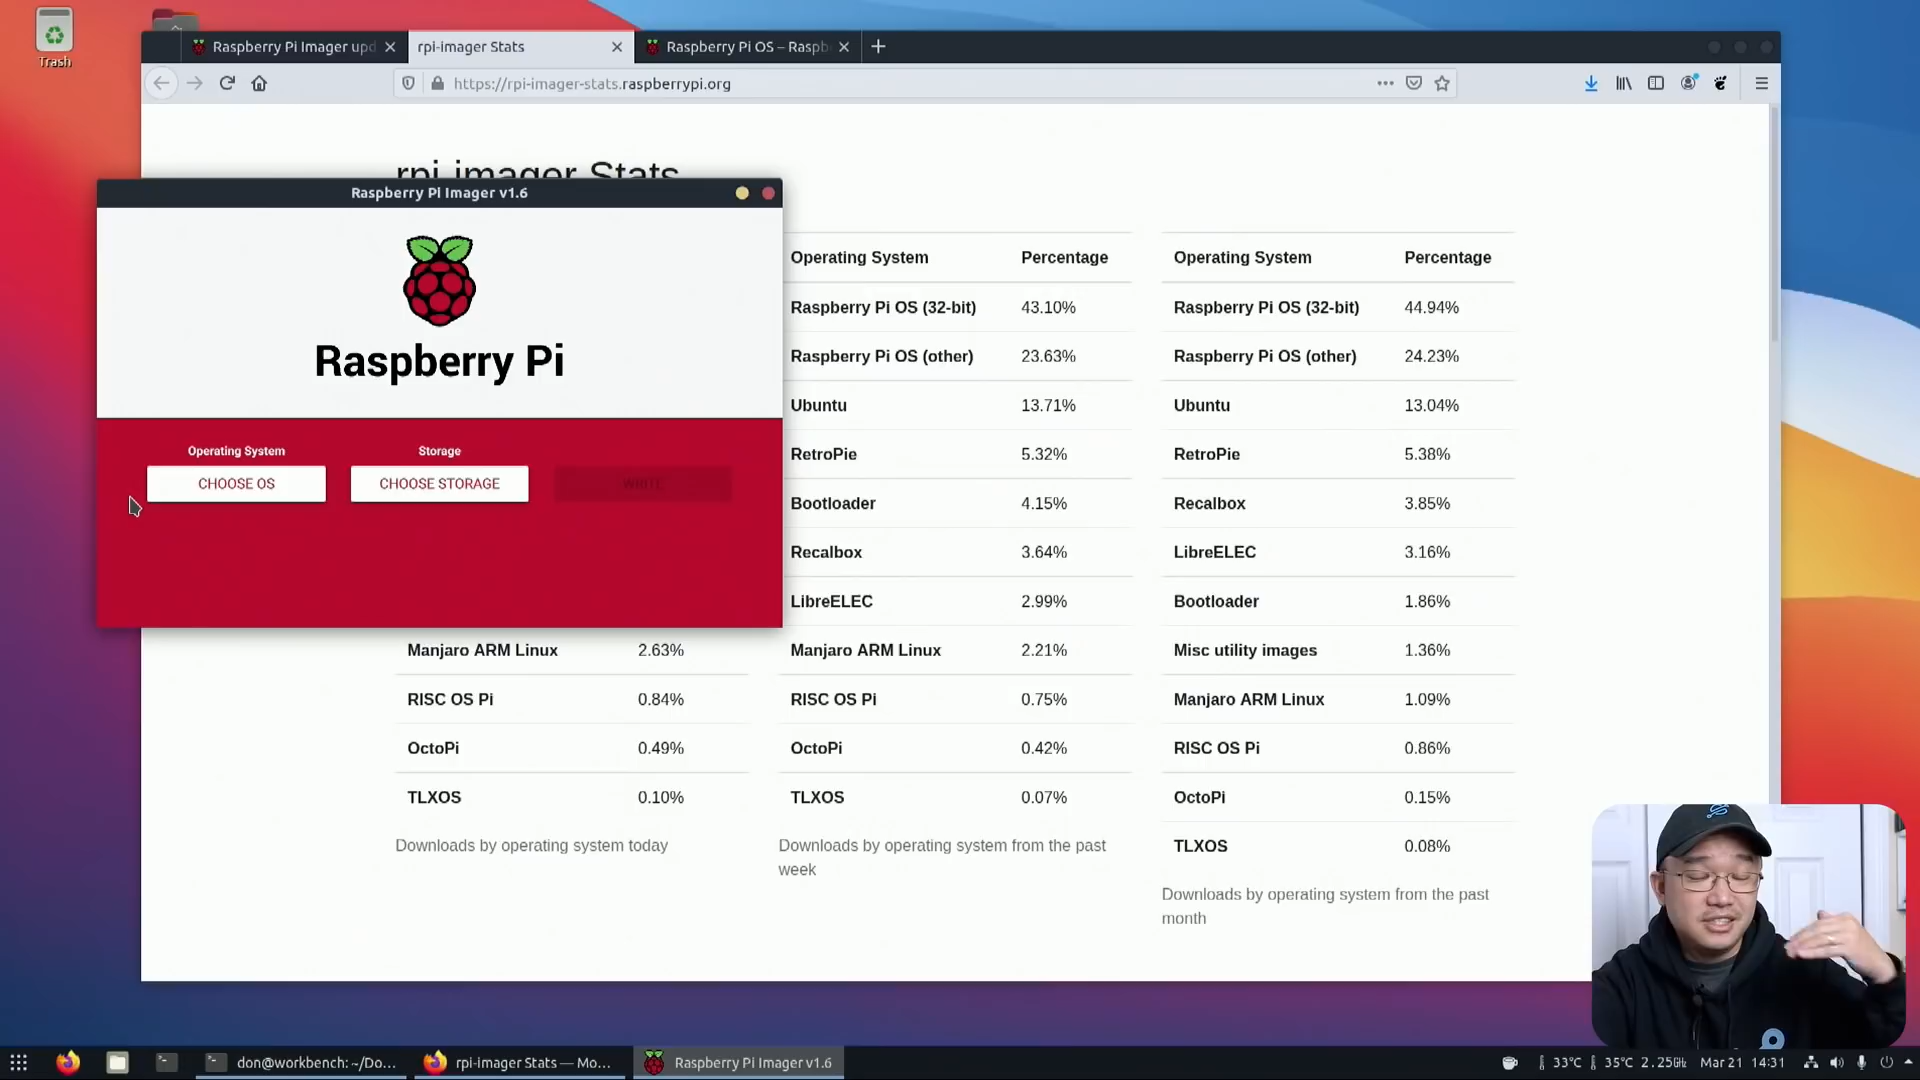 Trash
Raspberry Pi Imager upd
rpi-imager Stats
Raspberry Pi OS – Raspb
https://rpi-imager-stats.raspberrypi.org
rpi-imager Stats
Raspberry Pi Imager v1.6
Raspberry Pi
Operating System
Storage
CHOOSE OS
CHOOSE STORAGE
WRITE
Manjaro ARM Linux 2.63%
RISC OS Pi 0.84%
OctoPi 0.49%
TLXOS 0.10%
Downloads by operating system today
Operating System Percentage
Raspberry Pi OS (32-bit) 43.10%
Raspberry Pi OS (other) 23.63%
Ubuntu 13.71%
RetroPie 5.32%
Bootloader 4.15%
Recalbox 3.64%
LibreELEC 2.99%
Manjaro ARM Linux 2.21%
RISC OS Pi 0.75%
OctoPi 0.42%
TLXOS 0.07%
Downloads by operating system from the past
week
Operating System Percentage
Raspberry Pi OS (32-bit) 44.94%
Raspberry Pi OS (other) 24.23%
Ubuntu 13.04%
RetroPie 5.38%
Recalbox 3.85%
LibreELEC 3.16%
Bootloader 1.86%
Misc utility images 1.36%
Manjaro ARM Linux 1.09%
RISC OS Pi 0.86%
OctoPi 0.15%
TLXOS 0.08%
Downloads by operating system from the past
month
don@workbench: ~/Do...
rpi-imager Stats — Mo...
Raspberry Pi Imager v1.6
33°C
35°C
2.25GHz
Mar 21 14:31